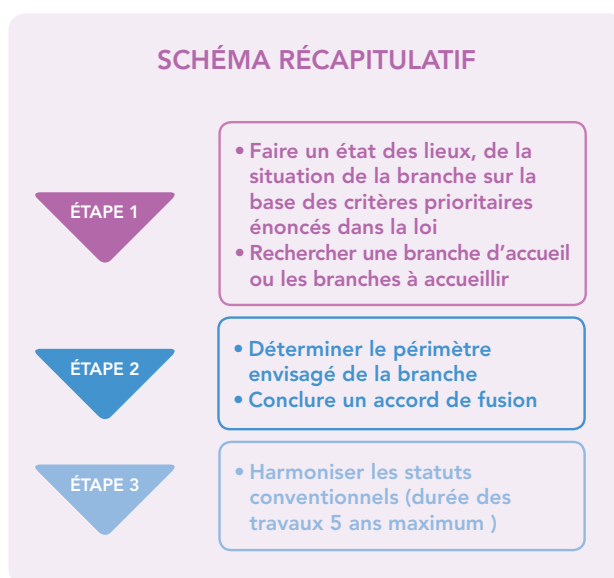 SCHÉMA RÉCAPITULATIF
ÉTAPE 1
• Faire un état des lieux, de la
situation de la branche sur la
base des critères prioritaires
énoncés dans la loi
• Rechercher une branche d'accueil
ou les branches à accueillir
ÉTAPE 2
• Déterminer le périmètre
envisagé de la branche
• Conclure un accord de fusion
ÉTAPE 3
• Harmoniser les statuts
conventionnels (durée des
travaux 5 ans maximum )